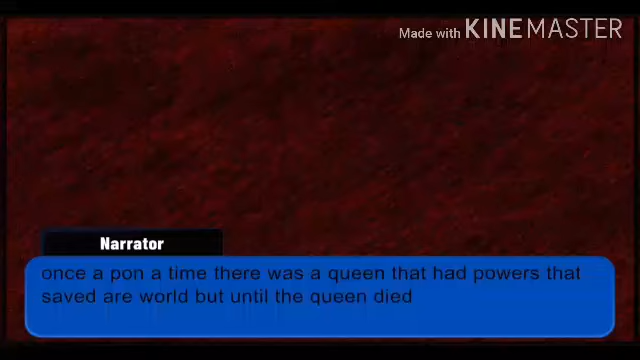 Made with KINEMASTER
Narrator
once a pon a time there was a queen that had powers that
saved are world but until the queen died